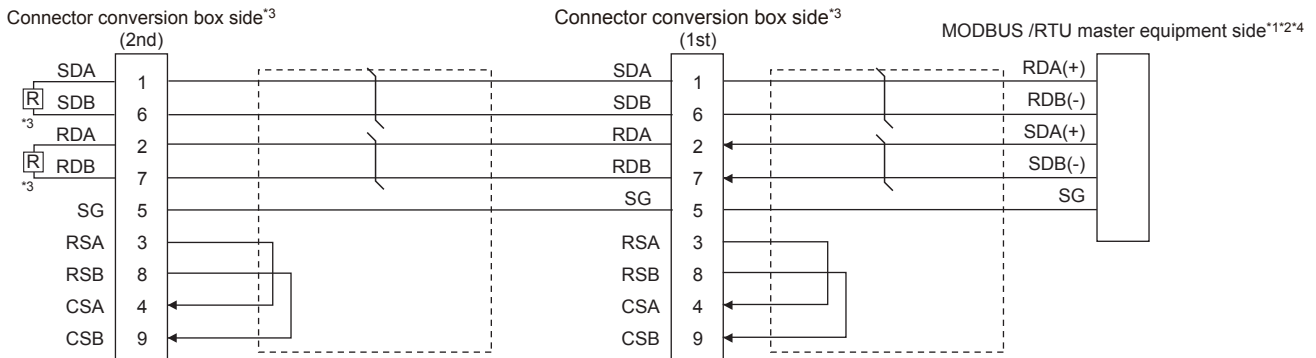 Connector conversion box side*3
(2nd)
Connector conversion box side*3
(1st)
MODBUS /RTU master equipment side*1*2*4
SDA 1 SDA 1 RDA(+)
R
SDB 6 SDB 6 RDB(-)
*3
RDA 2 RDA 2 SDA(+)
R
RDB 7 RDB 7 SDB(-)
*3
SG 5 SG 5 SG
RSA 3 RSA 3
RSB 8 RSB 8
CSA 4 CSA 4
CSB 9 CSB 9